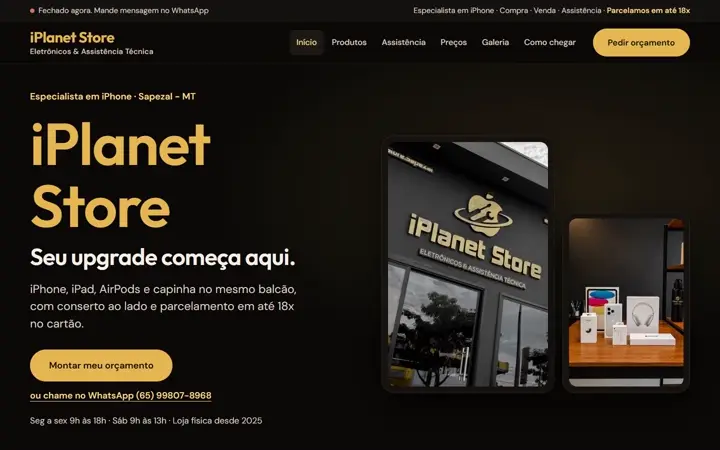 Fechado agora. Mande mensagem no WhatsApp
Especialista em iPhone · Compra · Venda · Assistência · Parcelamos em até 18x
iPlanet Store
Eletrônicos & Assistência Técnica
Início
Produtos
Assistência
Preços
Galeria
Como chegar
Pedir orçamento
Especialista em iPhone · Sapezal - MT
iPlanet
Store
Seu upgrade começa aqui.
iPhone, iPad, AirPods e capinha no mesmo balcão,
com conserto ao lado e parcelamento em até 18x
no cartão.
Montar meu orçamento
ou chame no WhatsApp (65) 99807-8968
Seg a sex 9h às 18h · Sáb 9h às 13h · Loja física desde 2025
iPlanet Store
ELETRÔNICOS & ASSISTÊNCIA TÉCNICA